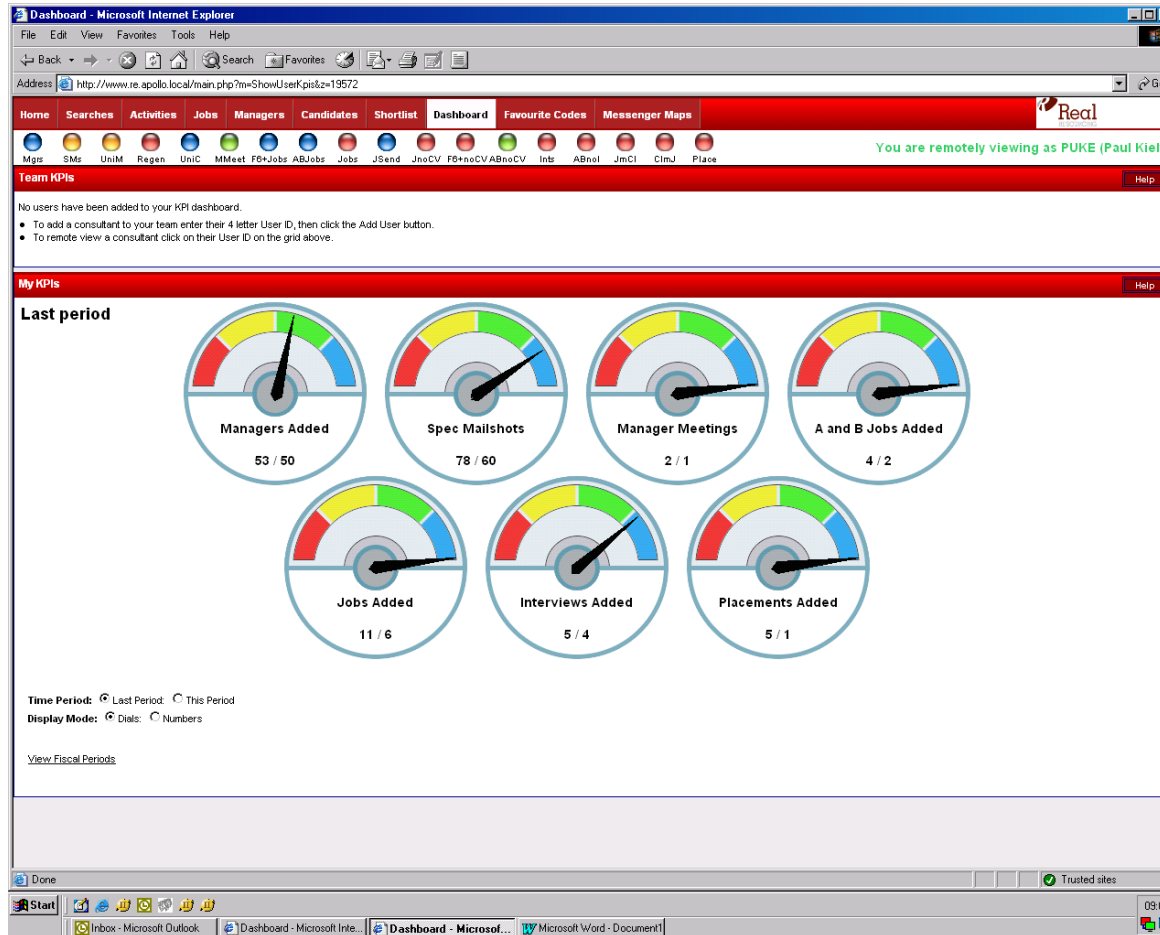 Dashboard - Microsoft Internet Explorer
File Edit View Favorites Tools Help
Back Search Favorites
Address http://www.re.apollo.local/main.php?m=ShowUserKpis&z=19572
Home Searches Activities Jobs Managers Candidates Shortlist Dashboard Favourite Codes Messenger Maps
Real
Mgrs SMs UniM Regen UniC MMeet F6+Jobs ABJobs Jobs JSend JnoCV F6+noCV ABnoCV Ints ABnoI JmCl ClmJ Place
You are remotely viewing as PUKE (Paul Kiel
Team KPIs Help
No users have been added to your KPI dashboard.
• To add a consultant to your team enter their 4 letter User ID, then click the Add User button.
• To remote view a consultant click on their User ID on the grid above.
My KPIs Help
Last period
Managers Added Spec Mailshots Manager Meetings A and B Jobs Added
53 / 50 78 / 60 2 / 1 4 / 2
Jobs Added Interviews Added Placements Added
11 / 6 5 / 4 5 / 1
Time Period: Last Period: This Period
Display Mode: Dials: Numbers
View Fiscal Periods
Done Trusted sites
Start 09:
Inbox - Microsoft Outlook Dashboard - Microsoft Inte... Dashboard - Microsof... Microsoft Word - Document1